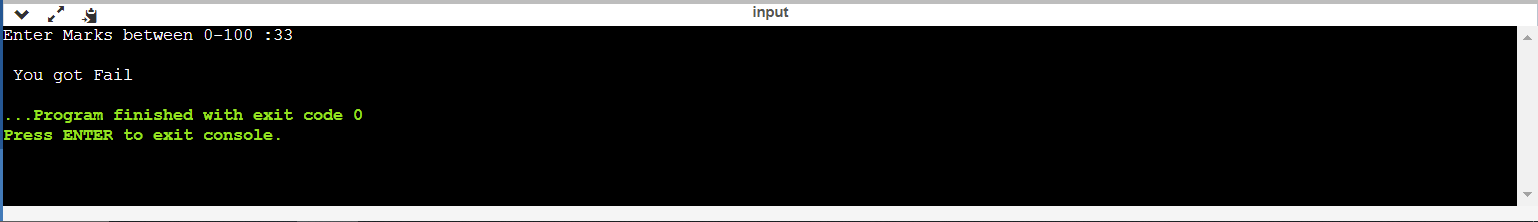 input
Enter Marks between 0-100 :33
You got Fail
...Program finished with exit code 0
Press ENTER to exit console.